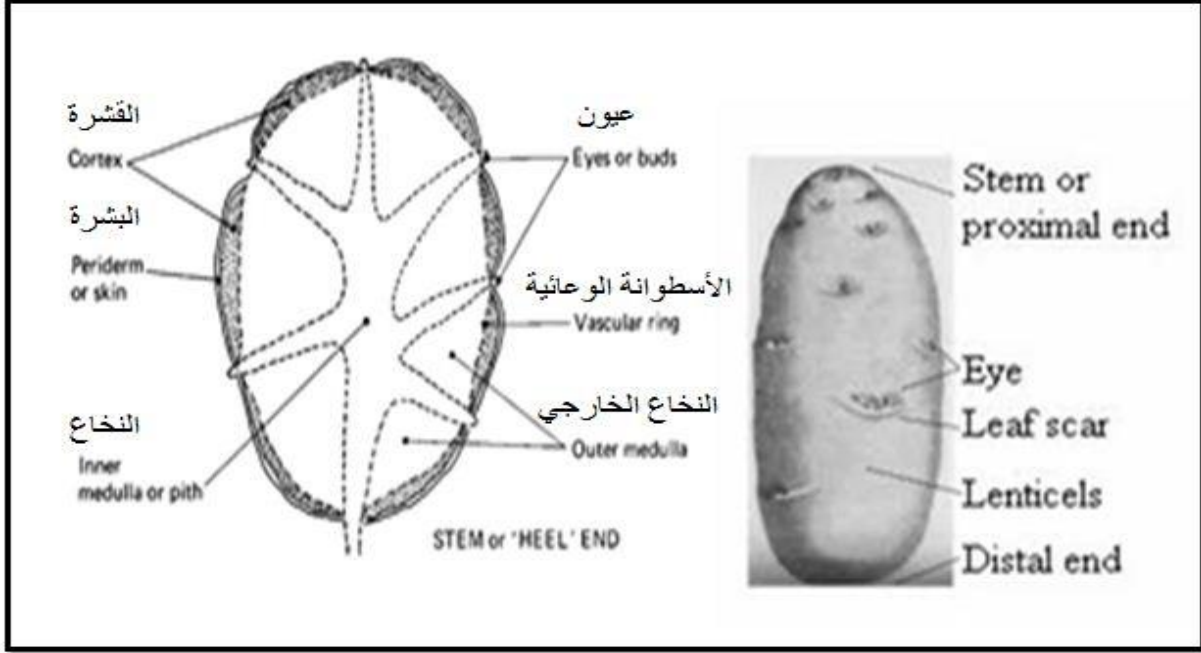 القشرة
Cortex
البشرة
Periderm
or skin
النخاع
Inner
medulla or pith
عيون
Eyes or buds
الأسطوانة الوعائية
Vascular ring
النخاع الخارجي
Outer medulla
STEM or 'HEEL' END
Stem or
proximal end
Eye
Leaf scar
Lenticels
Distal end